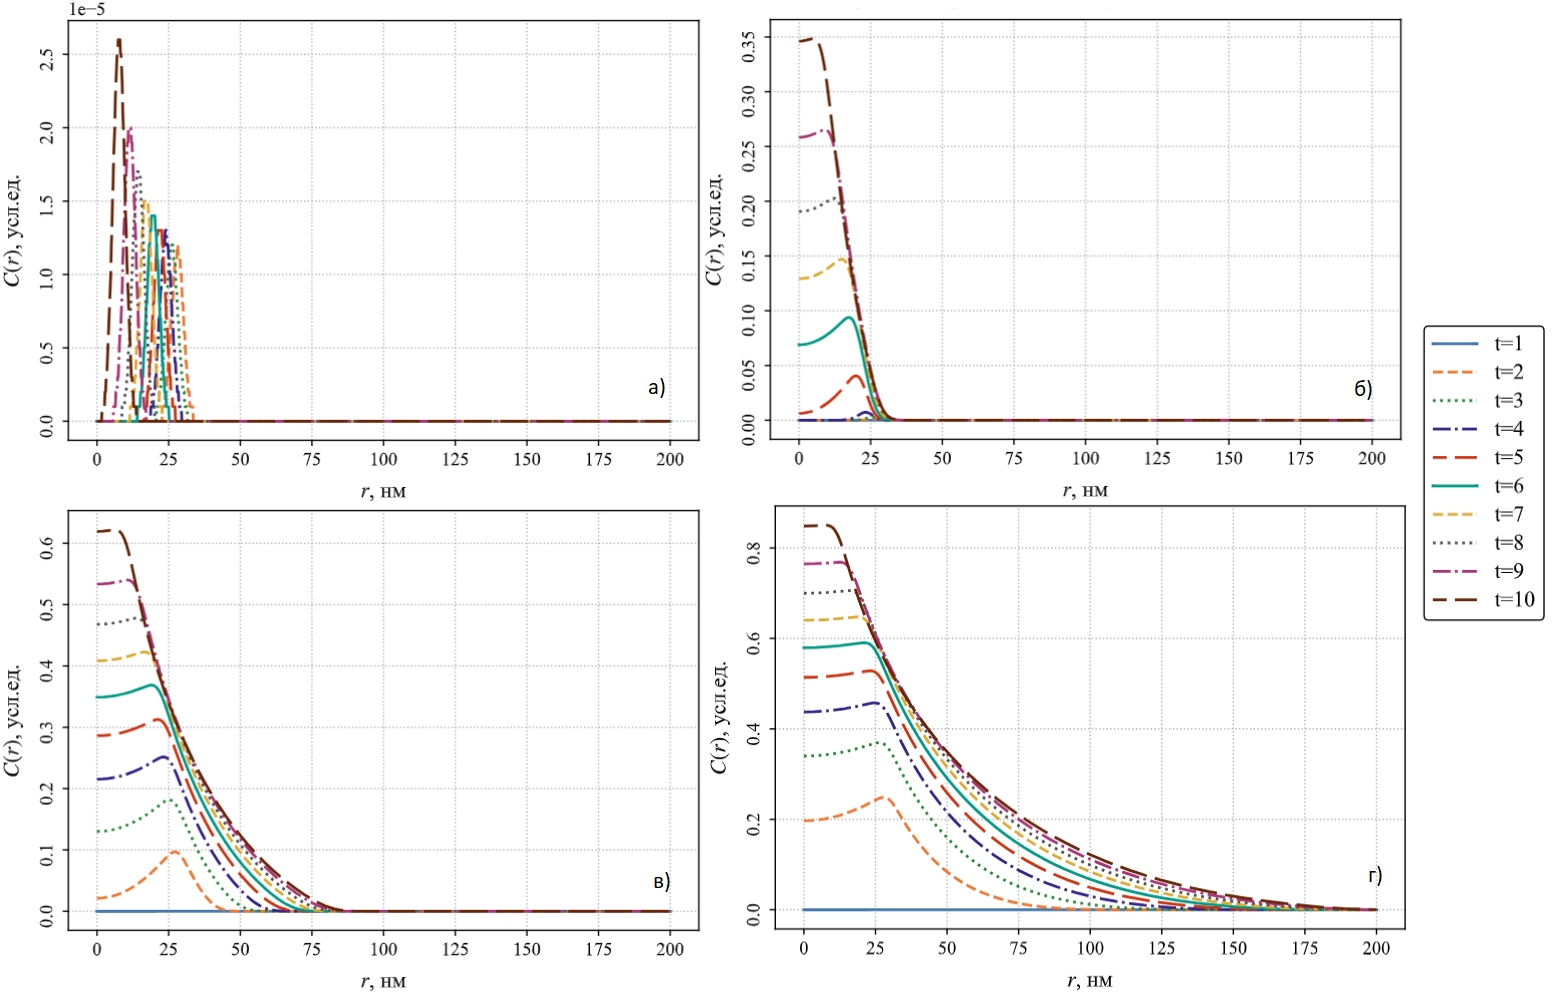 1e−5
2.5
2.0
1.5
1.0
0.5
0.0
C(r), усл.ед.
а)
0 25 50 75 100 125 150 175 200
r, нм
0.35
0.30
0.25
0.20
0.15
0.10
0.05
0.00
C(r), усл.ед.
б)
0 25 50 75 100 125 150 175 200
r, нм
0.6
0.5
0.4
0.3
0.2
0.1
0.0
C(r), усл.ед.
в)
0 25 50 75 100 125 150 175 200
r, нм
0.8
0.6
0.4
0.2
0.0
C(r), усл.ед.
г)
0 25 50 75 100 125 150 175 200
r, нм
t=1
t=2
t=3
t=4
t=5
t=6
t=7
t=8
t=9
t=10